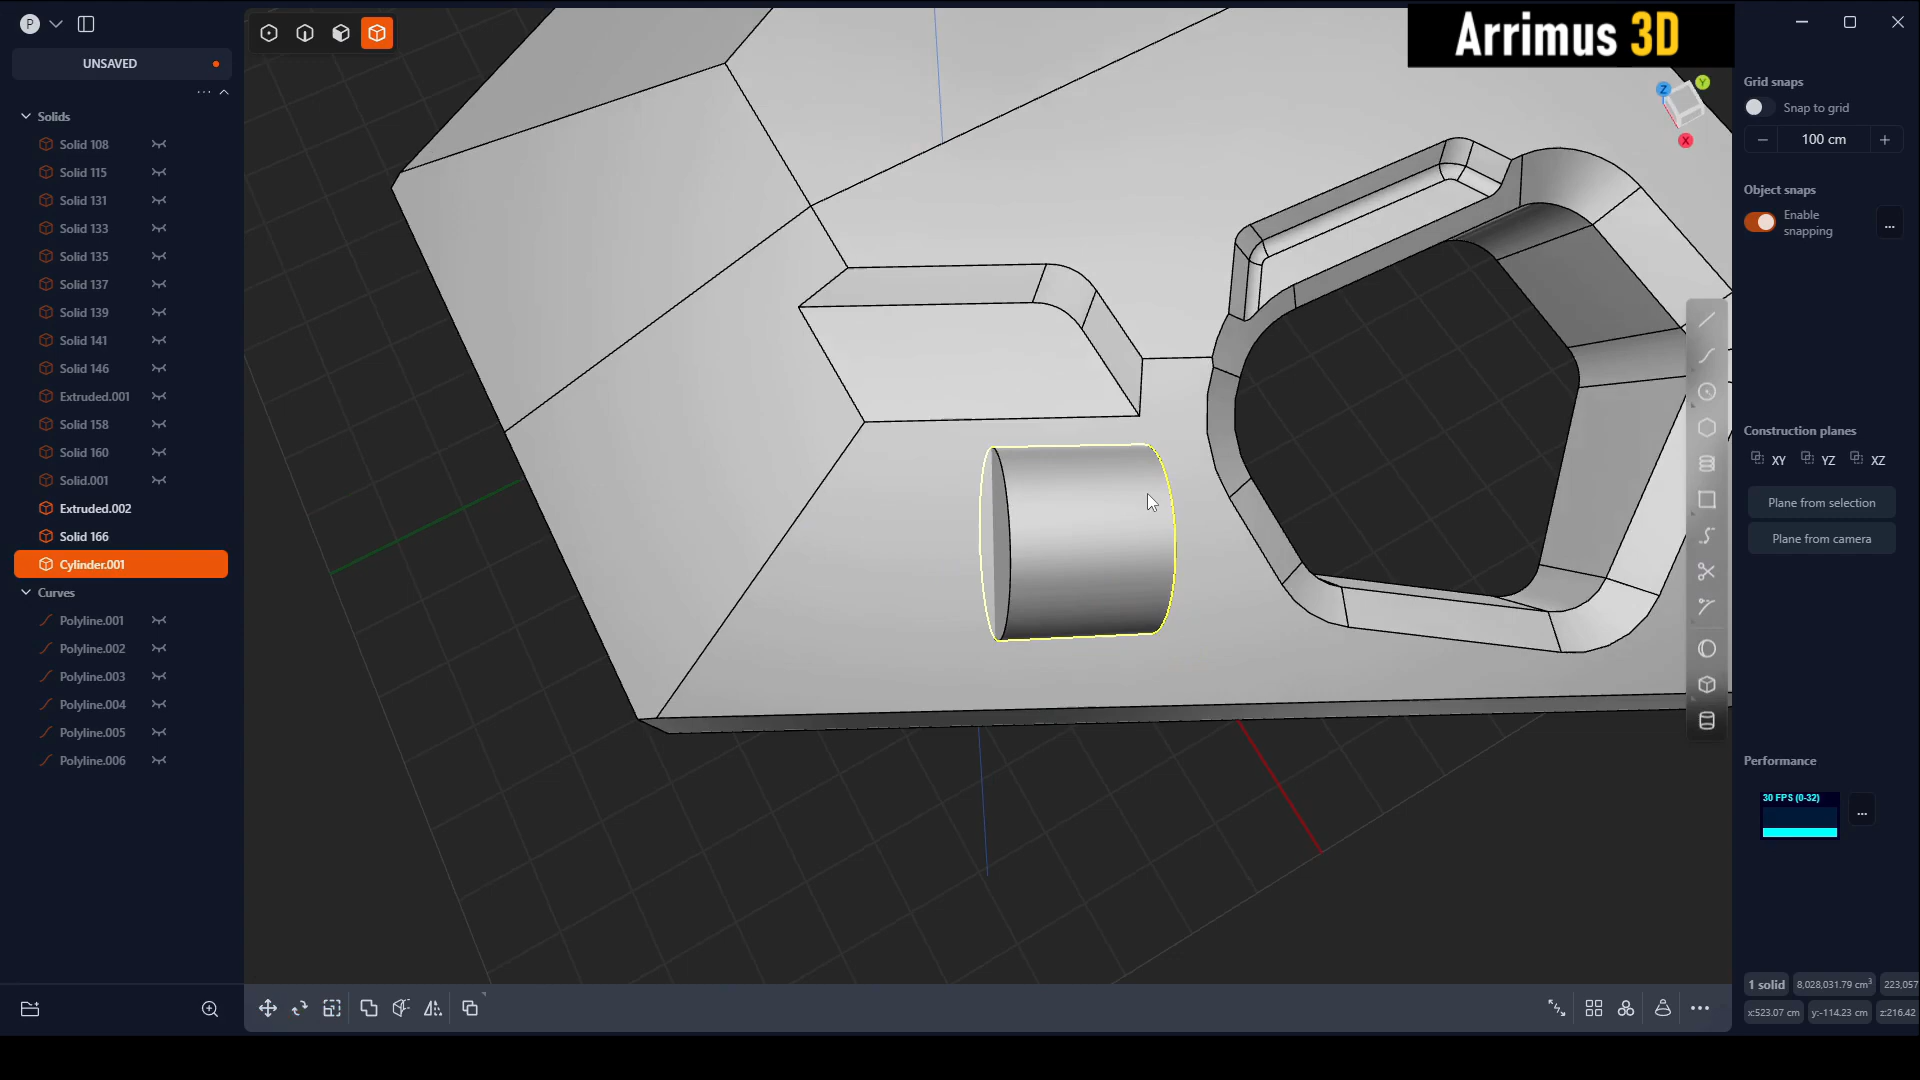 P
UNSAVED
Solids
Solid 108
Solid 115
Solid 131
Solid 133
Solid 135
Solid 137
Solid 139
Solid 141
Solid 146
Extruded.001
Solid 158
Solid 160
Solid.001
Extruded.002
Solid 166
Cylinder.001
Curves
Polyline.001
Polyline.002
Polyline.003
Polyline.004
Polyline.005
Polyline.006
Arrimus 3D
Z
Y
X
Grid snaps
Snap to grid
100 cm
Object snaps
Enable
snapping
Construction planes
XY YZ XZ
Plane from selection
Plane from camera
Performance
30 FPS (0-32)
1 solid 8,028,031.79 cm³ 223,057
x:523.07 cm y:-114.23 cm z:216.42